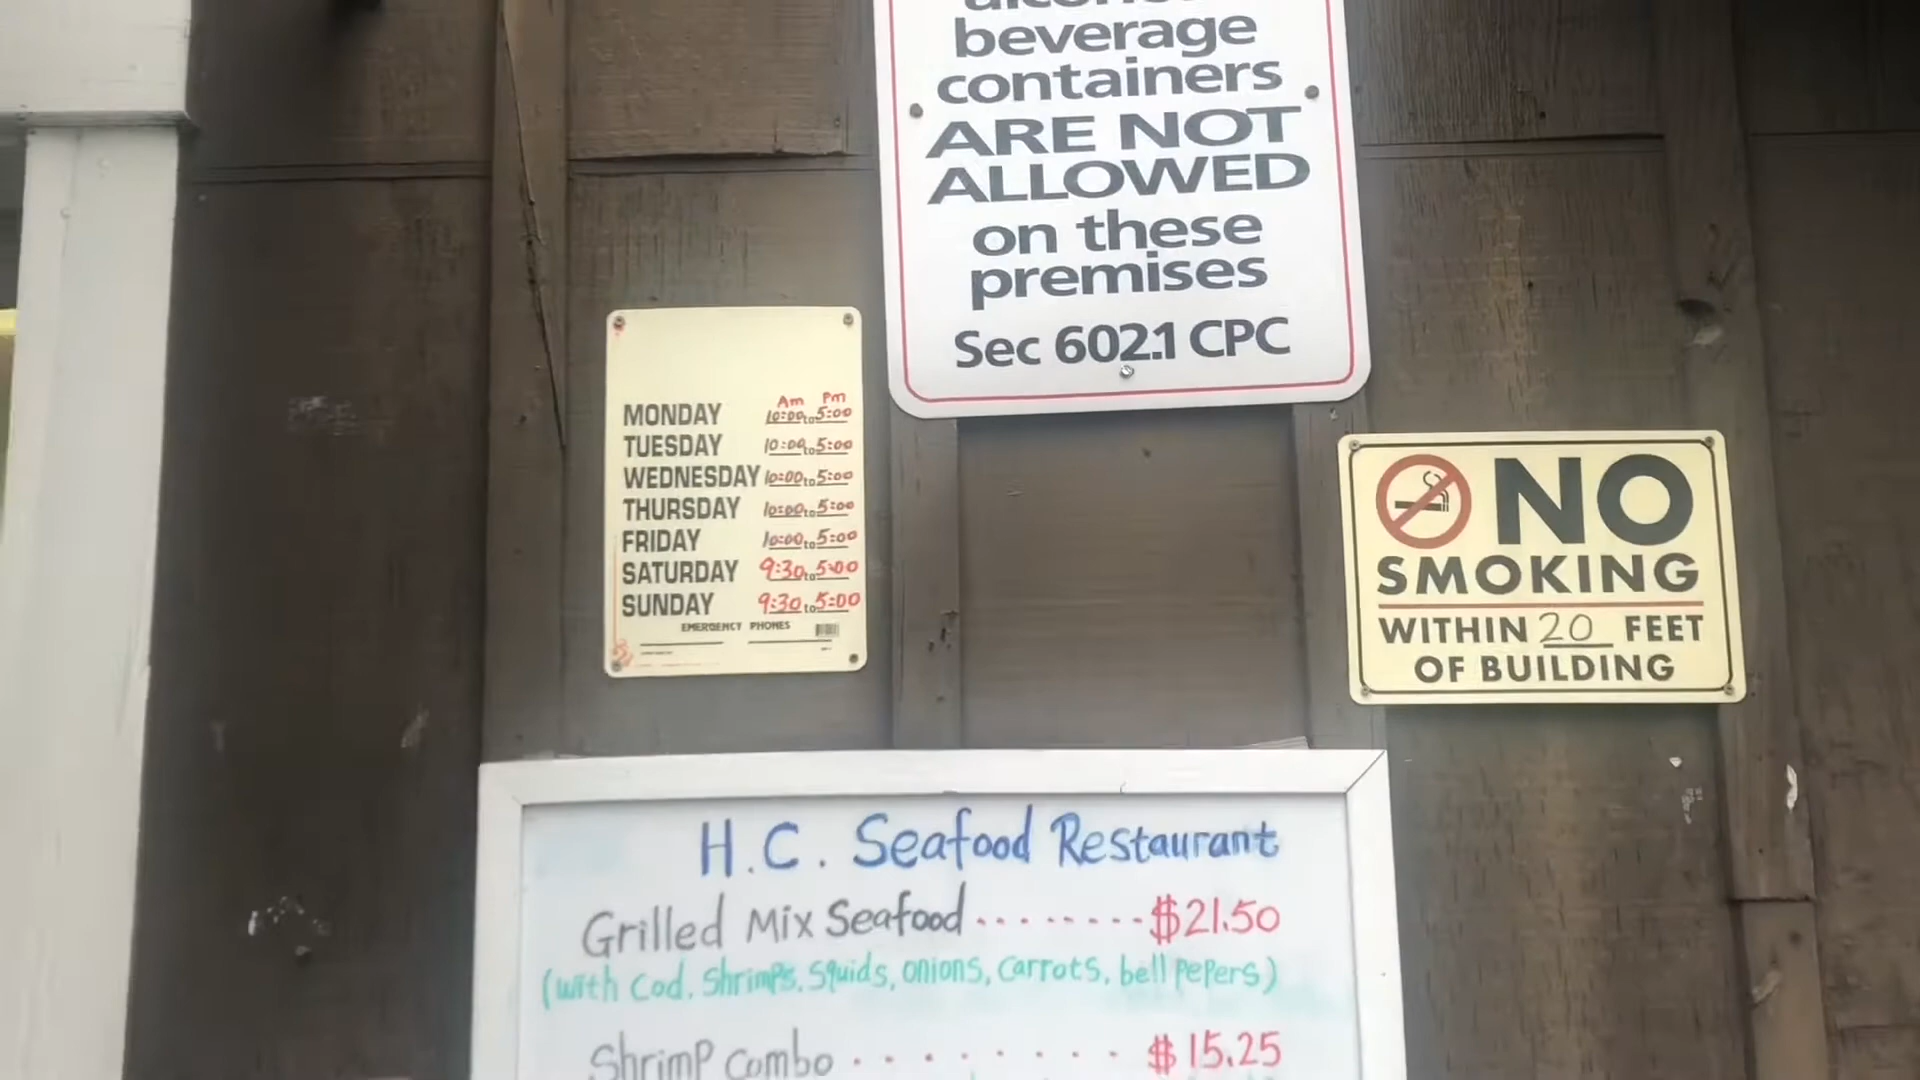 beverage
containers
ARE NOT
ALLOWED
on these
premises
Sec 602.1 CPC
Am Pm
MONDAY 10:00 to 5:00
TUESDAY 10:00 to 5:00
WEDNESDAY 10:00 to 5:00
THURSDAY 10:00 to 5:00
FRIDAY 10:00 to 5:00
SATURDAY 9:30 to 5:00
SUNDAY 9:30 to 5:00
EMERGENCY PHONES
NO
SMOKING
WITHIN 20 FEET
OF BUILDING
H.C. Seafood Restaurant
Grilled Mix Seafood ........ $21.50
(with Cod, Shrimps, Squids, onions, Carrots, bell pepers)
Shrimp Combo ........ $15.25